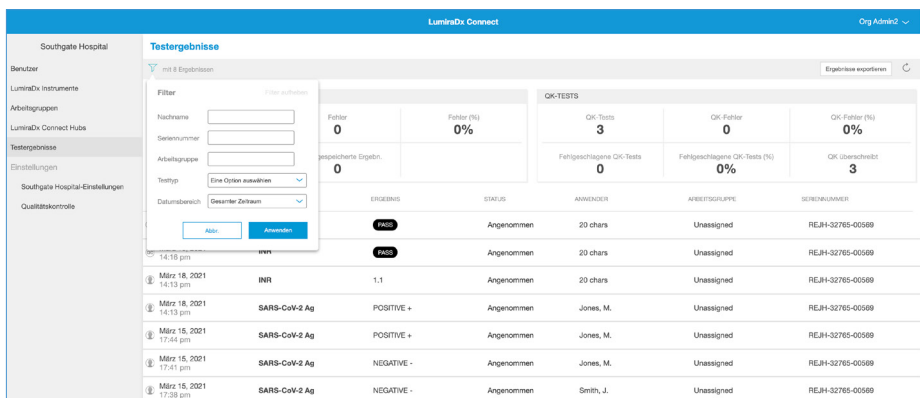 LumiraDx Connect
Org Admin2
Southgate Hospital
Benutzer
LumiraDx Instrumente
Arbeitsgruppen
LumiraDx Connect Hubs
Testergebnisse
Einstellungen
Southgate Hospital-Einstellungen
Qualitätskontrolle
Testergebnisse
mit 8 Ergebnissen
Ergebnisse exportieren
Filter
Filter aufheben
Nachname
Seriennummer
Arbeitsgruppe
Testtyp Eine Option auswählen
Datumsbereich Gesamter Zeitraum
Abbr. Anwenden
Fehler Fehler (%)
0 0%
gespeicherte Ergebn.
0
QK-TESTS
QK-Tests QK-Fehler QK-Fehler (%)
3 0 0%
Fehlgeschlagene QK-Tests Fehlgeschlagene QK-Tests (%) QK überschreibt
0 0% 3
ERGEBNIS STATUS ANWENDER ARBEITSGRUPPE SERIENNUMMER
PASS Angenommen 20 chars Unassigned REJH-32765-00569
14:16 pm INR PASS Angenommen 20 chars Unassigned REJH-32765-00569
März 18, 2021
14:13 pm INR 1.1 Angenommen 20 chars Unassigned REJH-32765-00569
März 18, 2021
14:13 pm SARS-CoV-2 Ag POSITIVE + Angenommen Jones, M. Unassigned REJH-32765-00569
März 15, 2021
17:44 pm SARS-CoV-2 Ag POSITIVE + Angenommen Jones, M. Unassigned REJH-32765-00569
März 15, 2021
17:41 pm SARS-CoV-2 Ag NEGATIVE - Angenommen Jones, M. Unassigned REJH-32765-00569
März 15, 2021
17:38 pm SARS-CoV-2 Ag NEGATIVE - Angenommen Smith, J. Unassigned REJH-32765-00569